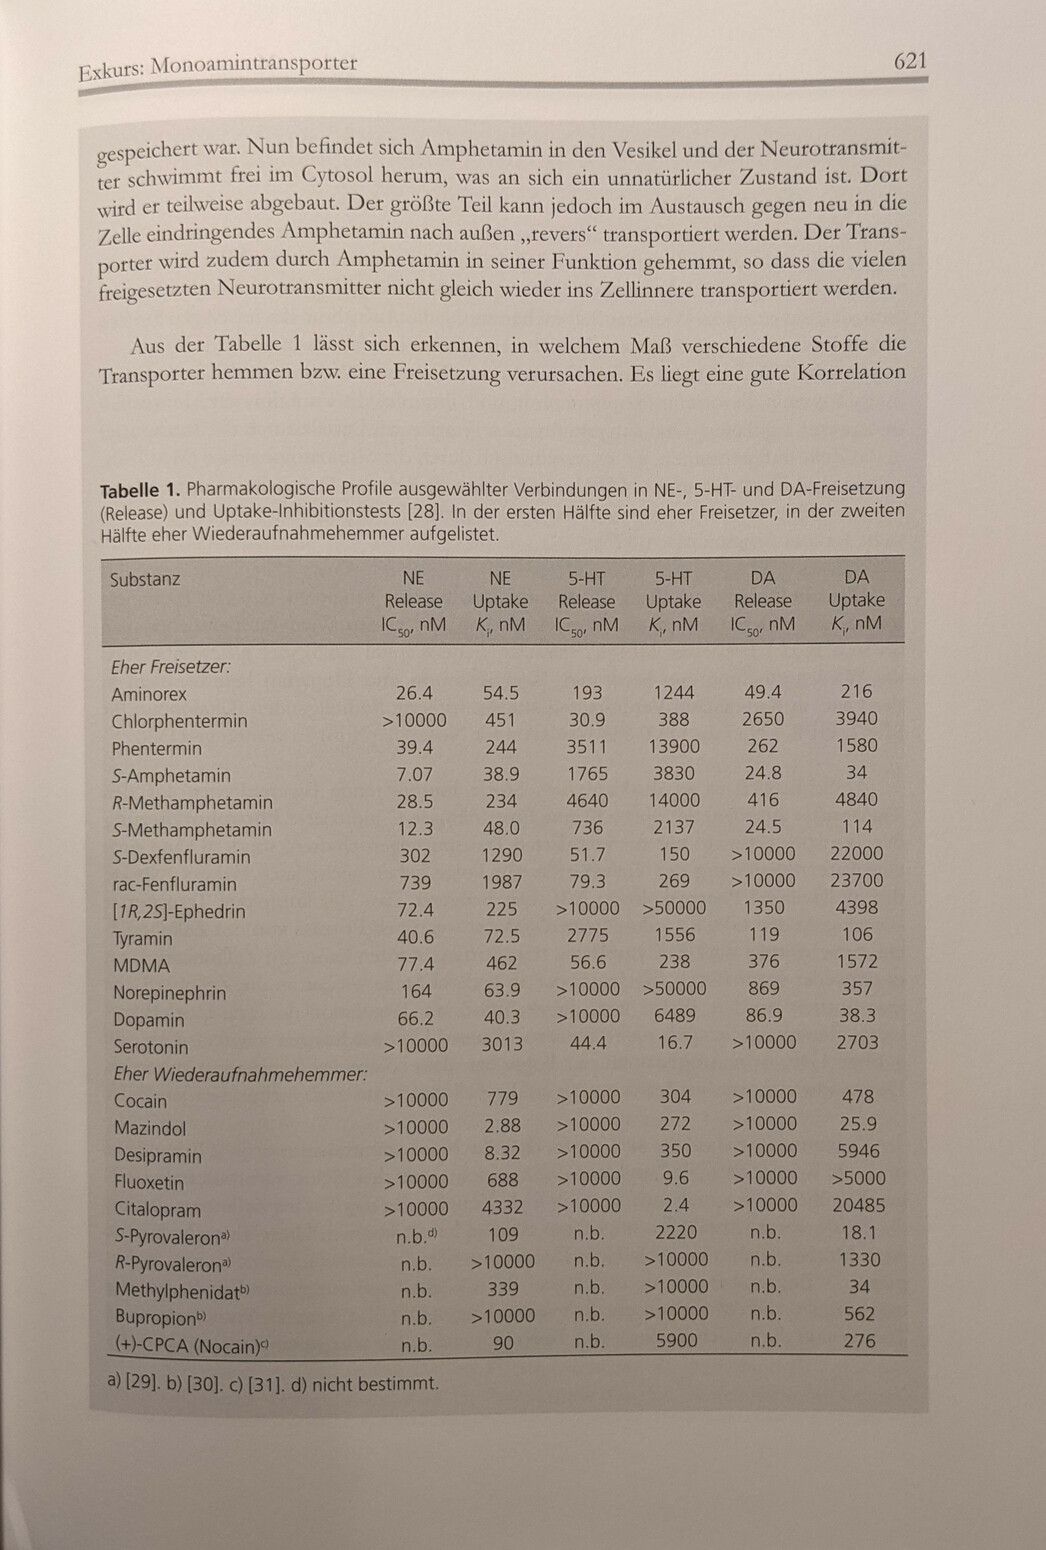 Exkurs: Monoamintransporter 621
gespeichert war. Nun befindet sich Amphetamin in den Vesikel und der Neurotransmit-
ter schwimmt frei im Cytosol herum, was an sich ein unnatürlicher Zustand ist. Dort
wird er teilweise abgebaut. Der größte Teil kann jedoch im Austausch gegen neu in die
Zelle eindringendes Amphetamin nach außen „revers“ transportiert werden. Der Trans-
porter wird zudem durch Amphetamin in seiner Funktion gehemmt, so dass die vielen
freigesetzten Neurotransmitter nicht gleich wieder ins Zellinnere transportiert werden.
Aus der Tabelle 1 lässt sich erkennen, in welchem Maß verschiedene Stoffe die
Transporter hemmen bzw. eine Freisetzung verursachen. Es liegt eine gute Korrelation
Tabelle 1. Pharmakologische Profile ausgewählter Verbindungen in NE-, 5-HT- und DA-Freisetzung
(Release) und Uptake-Inhibitionstests [28]. In der ersten Hälfte sind eher Freisetzer, in der zweiten
Hälfte eher Wiederaufnahmehemmer aufgelistet.
Substanz NE NE 5-HT 5-HT DA DA
Release Uptake Release Uptake Release Uptake
IC50, nM Ki, nM IC50, nM Ki, nM IC50, nM Ki, nM
Eher Freisetzer:
Aminorex 26.4 54.5 193 1244 49.4 216
Chlorphentermin >10000 451 30.9 388 2650 3940
Phentermin 39.4 244 3511 13900 262 1580
S-Amphetamin 7.07 38.9 1765 3830 24.8 34
R-Methamphetamin 28.5 234 4640 14000 416 4840
S-Methamphetamin 12.3 48.0 736 2137 24.5 114
S-Dexfenfluramin 302 1290 51.7 150 >10000 22000
rac-Fenfluramin 739 1987 79.3 269 >10000 23700
[1R,2S]-Ephedrin 72.4 225 >10000 >50000 1350 4398
Tyramin 40.6 72.5 2775 1556 119 106
MDMA 77.4 462 56.6 238 376 1572
Norepinephrin 164 63.9 >10000 >50000 869 357
Dopamin 66.2 40.3 >10000 6489 86.9 38.3
Serotonin >10000 3013 44.4 16.7 >10000 2703
Eher Wiederaufnahmehemmer:
Cocain >10000 779 >10000 304 >10000 478
Mazindol >10000 2.88 >10000 272 >10000 25.9
Desipramin >10000 8.32 >10000 350 >10000 5946
Fluoxetin >10000 688 >10000 9.6 >10000 >5000
Citalopram >10000 4332 >10000 2.4 >10000 20485
S-Pyrovalerona) n.b.d) 109 n.b. 2220 n.b. 18.1
R-Pyrovalerona) n.b. >10000 n.b. >10000 n.b. 1330
Methylphenidatb) n.b. 339 n.b. >10000 n.b. 34
Bupropionb) n.b. >10000 n.b. >10000 n.b. 562
(+)-CPCA (Nocain)c) n.b. 90 n.b. 5900 n.b. 276
a) [29]. b) [30]. c) [31]. d) nicht bestimmt.